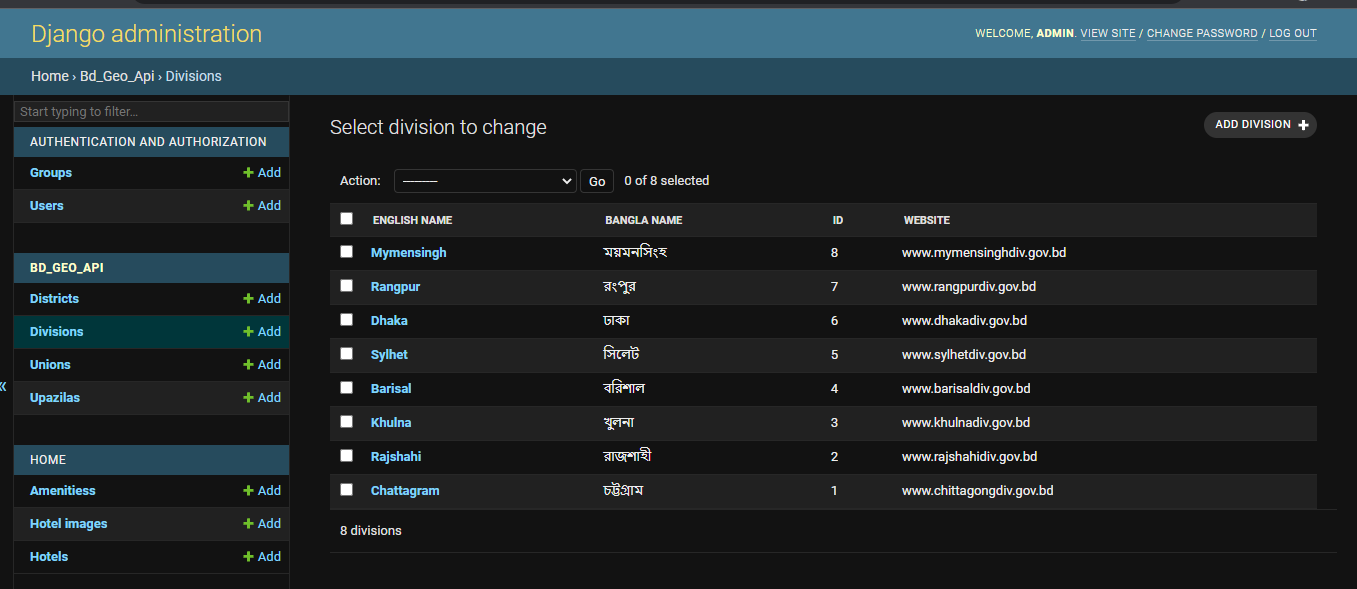 Django administration
WELCOME, ADMIN. VIEW SITE / CHANGE PASSWORD / LOG OUT
Home › Bd_Geo_Api › Divisions
Start typing to filter...
AUTHENTICATION AND AUTHORIZATION
Groups + Add
Users + Add
BD_GEO_API
Districts + Add
Divisions + Add
Unions + Add
Upazilas + Add
«
HOME
Amenitiess + Add
Hotel images + Add
Hotels + Add
Select division to change
ADD DIVISION +
Action: --------- Go 0 of 8 selected
ENGLISH NAME BANGLA NAME ID WEBSITE
Mymensingh ময়মনসিংহ 8 www.mymensinghdiv.gov.bd
Rangpur রংপুর 7 www.rangpurdiv.gov.bd
Dhaka ঢাকা 6 www.dhakadiv.gov.bd
Sylhet সিলেট 5 www.sylhetdiv.gov.bd
Barisal বরিশাল 4 www.barisaldiv.gov.bd
Khulna খুলনা 3 www.khulnadiv.gov.bd
Rajshahi রাজশাহী 2 www.rajshahidiv.gov.bd
Chattagram চট্টগ্রাম 1 www.chittagongdiv.gov.bd
8 divisions